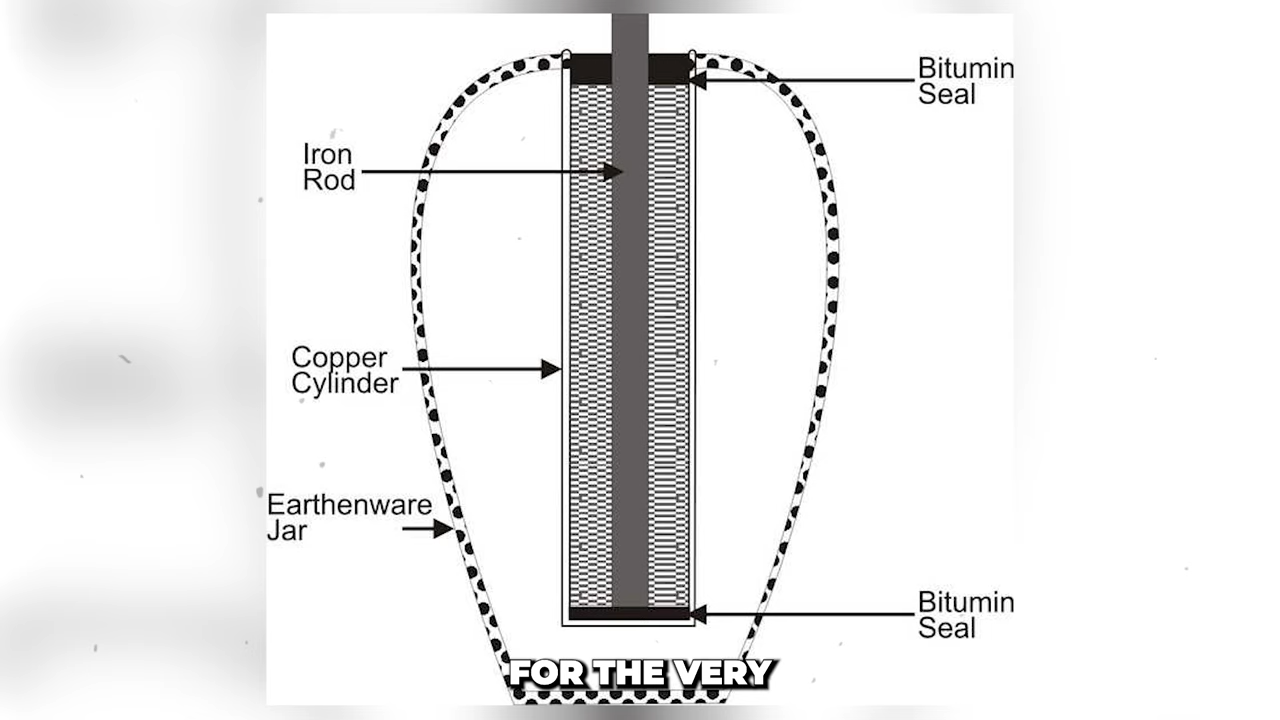 Bitumin
Seal
Iron
Rod
Copper
Cylinder
Earthenware
Jar
Bitumin
Seal
FOR THE VERY